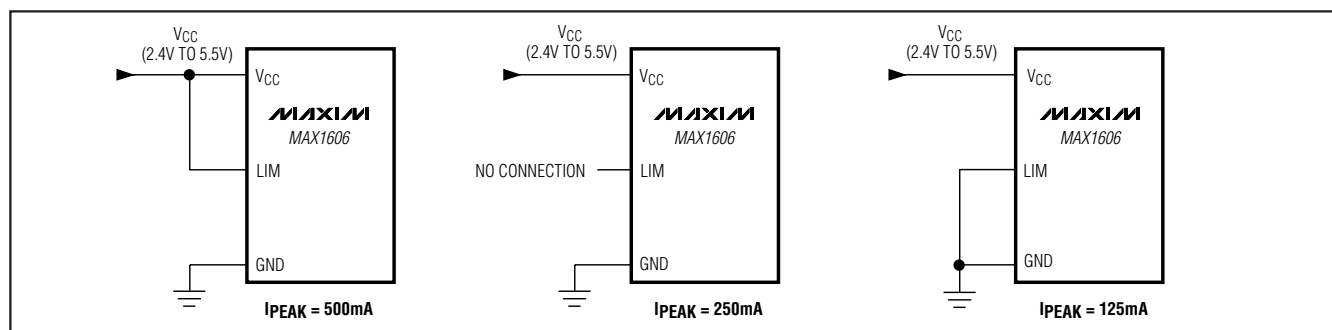 VCC
(2.4V TO 5.5V)
VCC
MAXIM
MAX1606
LIM
GND
IPEAK = 500mA
VCC
(2.4V TO 5.5V)
VCC
MAXIM
MAX1606
NO CONNECTION
LIM
GND
IPEAK = 250mA
VCC
(2.4V TO 5.5V)
VCC
MAXIM
MAX1606
LIM
GND
IPEAK = 125mA